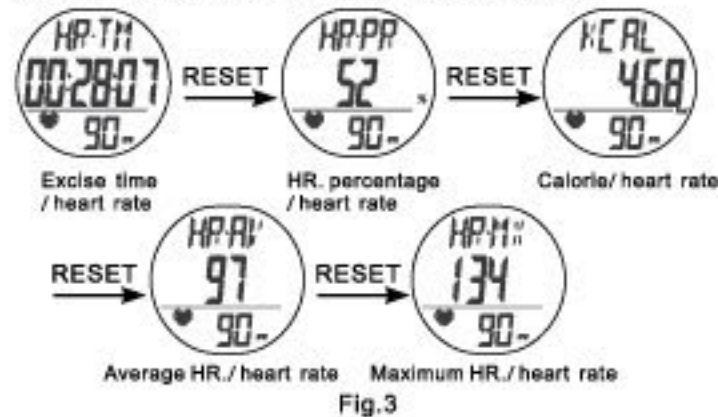 HR-TM
00:28:07
90
RESET
HR-PR
52 %
90
RESET
KCAL
4.68
90
Excise time
/ heart rate
HR. percentage
/ heart rate
Calorie/ heart rate
RESET
HR-AV
97
90
RESET
134
90
Average HR./ heart rate
Maximum HR./ heart rate
Fig.3